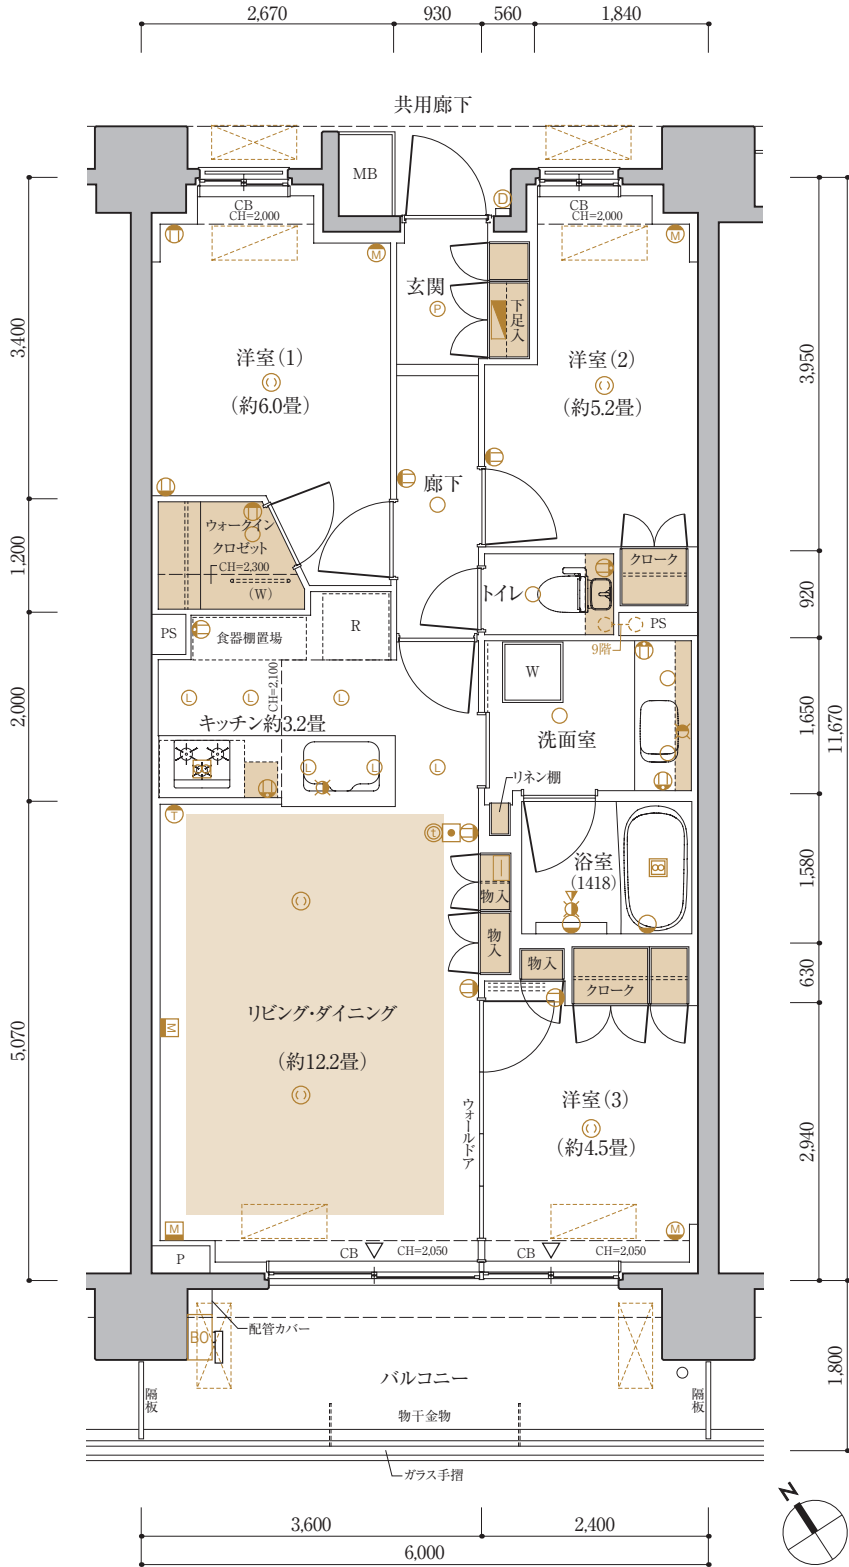 2,670 930 560 1,840
共用廊下
MB
D
CB
CH=2,000
CB
CH=2,000
M
M
玄関
P
下足入
洋室(1)
(約6.0畳)
洋室(2)
(約5.2畳)
3,400
3,950
廊下
ウォークイン
クロゼット
CH=2,300
(W)
1,200
クローク
トイレ
920
PS
食器棚置場
R
PS
9階
CH=2,100
W
L L L
キッチン約3.2畳
洗面室
2,000
1,650
11,670
L L L
リネン棚
T
t
浴室
(1418)
B
1,580
物入
物入
物入
クローク
630
リビング・ダイニング
(約12.2畳)
M
5,070
ウォールドア
洋室(3)
(約4.5畳)
2,940
M
M
P
CB
CH=2,050
CB
CH=2,050
BO
配管カバー
バルコニー
1,800
隔板
隔板
物干金物
ガラス手摺
N
3,600 2,400
6,000